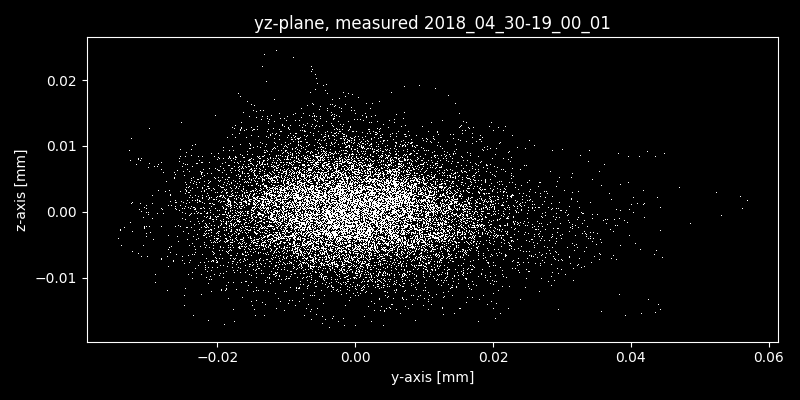 yz-plane, measured 2018_04_30-19_00_01
0.02
0.01
0.00
−0.01
z-axis [mm]
−0.02 0.00 0.02 0.04 0.06
y-axis [mm]